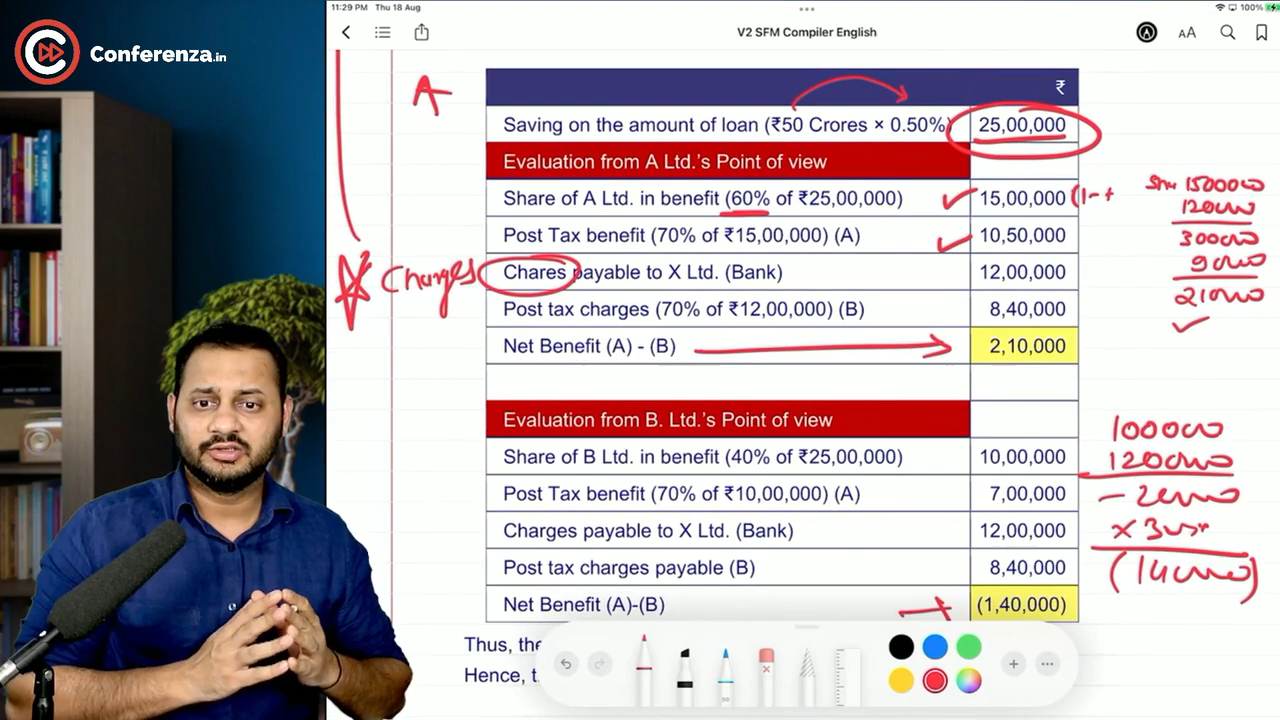 11:29 PM Thu 18 Aug
100%
Conferenza.in
V2 SFM Compiler English
AA
A
₹
Saving on the amount of loan (₹50 Crores × 0.50%) 25,00,000
Evaluation from A Ltd.'s Point of view
Share of A Ltd. in benefit (60% of ₹25,00,000) 15,00,000 (1-t
Post Tax benefit (70% of ₹15,00,000) (A) 10,50,000
Charges Chares payable to X Ltd. (Bank) 12,00,000
Post tax charges (70% of ₹12,00,000) (B) 8,40,000
Net Benefit (A) - (B) 2,10,000
1500000
1200000
300000
90000
210000
Evaluation from B. Ltd.'s Point of view
Share of B Ltd. in benefit (40% of ₹25,00,000) 10,00,000
Post Tax benefit (70% of ₹10,00,000) (A) 7,00,000
Charges payable to X Ltd. (Bank) 12,00,000
Post tax charges payable (B) 8,40,000
Net Benefit (A)-(B) (1,40,000)
1000000
1200000
- 200000
(140000)
Thus, the
Hence, t